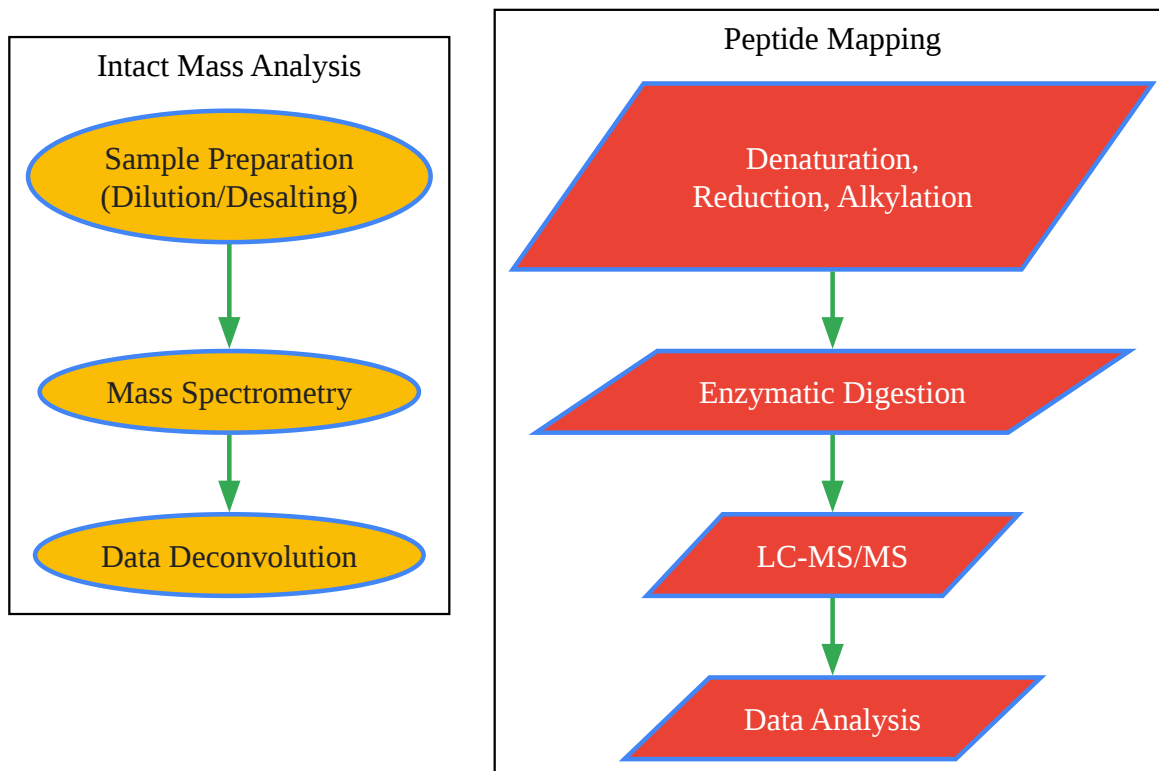 Intact Mass Analysis
Sample Preparation
(Dilution/Desalting)
Mass Spectrometry
Data Deconvolution
Peptide Mapping
Denaturation,
Reduction, Alkylation
Enzymatic Digestion
LC-MS/MS
Data Analysis